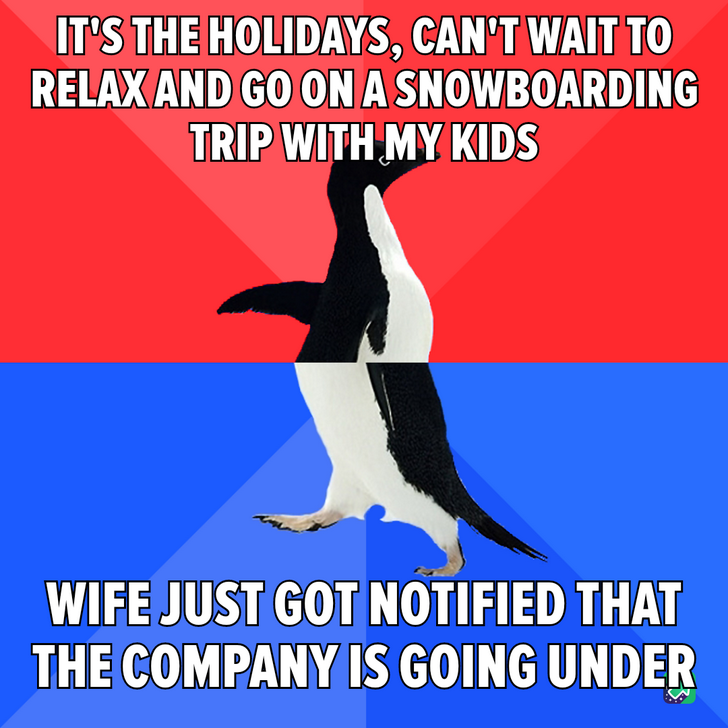 IT'S THE HOLIDAYS, CAN'T WAIT TO
RELAX AND GO ON A SNOWBOARDING
TRIP WITH MY KIDS
WIFE JUST GOT NOTIFIED THAT
THE COMPANY IS GOING UNDER